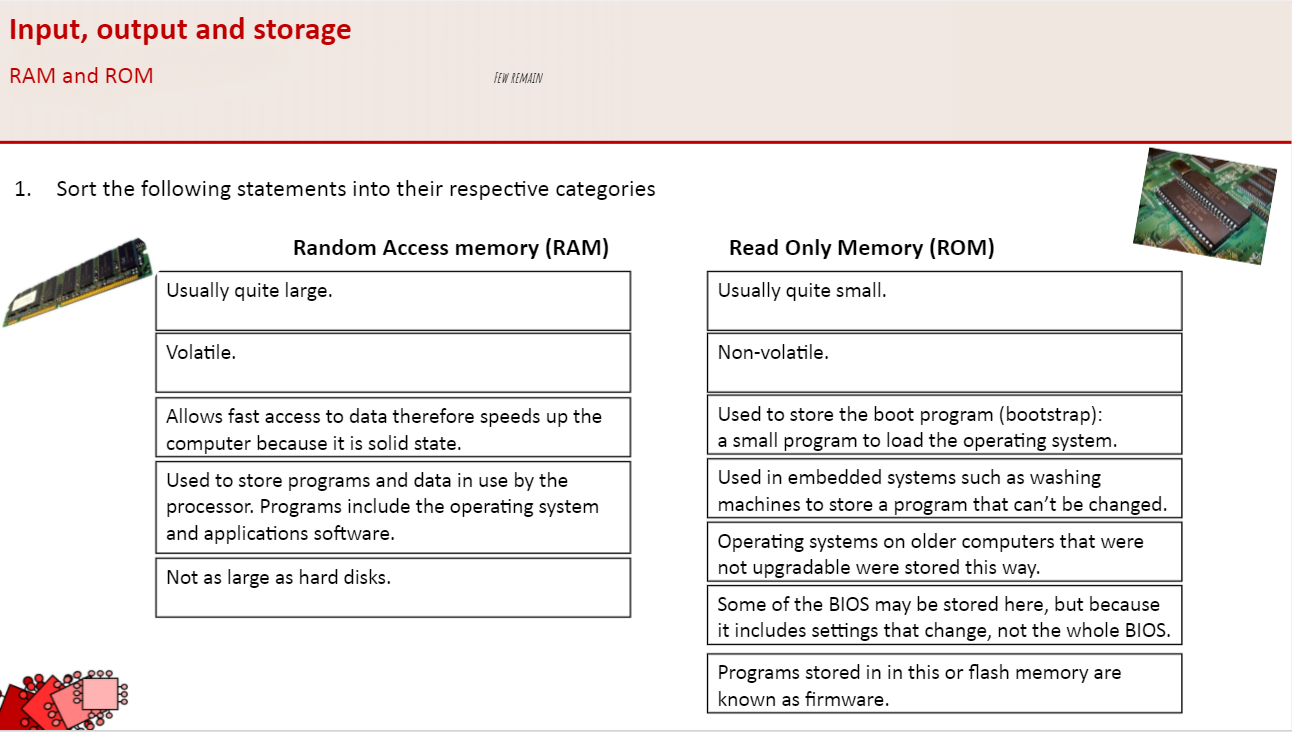 Input, output and storage
RAM and ROM
Few remain
1. Sort the following statements into their respective categories
Random Access memory (RAM)
Usually quite large.
Volatile.
Allows fast access to data therefore speeds up the
computer because it is solid state.
Used to store programs and data in use by the
processor. Programs include the operating system
and applications software.
Not as large as hard disks.
Read Only Memory (ROM)
Usually quite small.
Non-volatile.
Used to store the boot program (bootstrap):
a small program to load the operating system.
Used in embedded systems such as washing
machines to store a program that can’t be changed.
Operating systems on older computers that were
not upgradable were stored this way.
Some of the BIOS may be stored here, but because
it includes settings that change, not the whole BIOS.
Programs stored in in this or flash memory are
known as firmware.